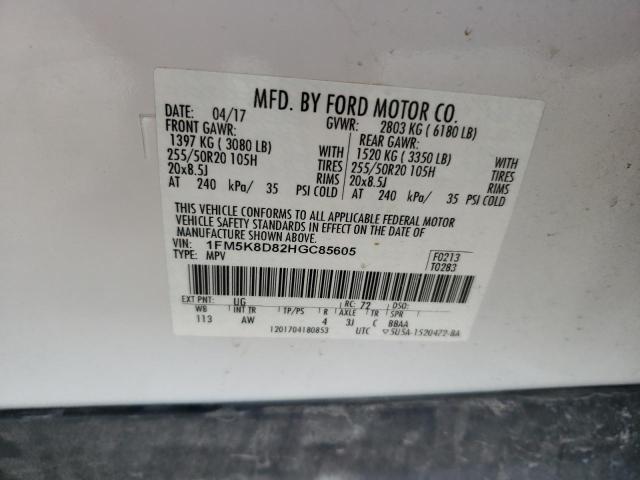 MFD. BY FORD MOTOR CO.
DATE: 04/17 GVWR: 2803 KG ( 6180 LB)
FRONT GAWR: REAR GAWR:
1397 KG ( 3080 LB) WITH 1520 KG ( 3350 LB) WITH
255/50R20 105H TIRES 255/50R20 105H TIRES
20x8.5J RIMS 20x8.5J RIMS
AT 240 kPa/ 35 PSI COLD AT 240 kPa/ 35 PSI COLD
THIS VEHICLE CONFORMS TO ALL APPLICABLE FEDERAL MOTOR
VEHICLE SAFETY STANDARDS IN EFFECT ON THE DATE OF
MANUFACTURE SHOWN ABOVE.
VIN: 1FM5K8D82HGC85605 F0213
TYPE: MPV T0283
EXT PNT: UG RC: 72 DSO:
WB INT TR TP/PS R AXLE TR SPR
113 AW 4 3J C BBAA
1201704180853 UTC 5U5A-1520472-BA